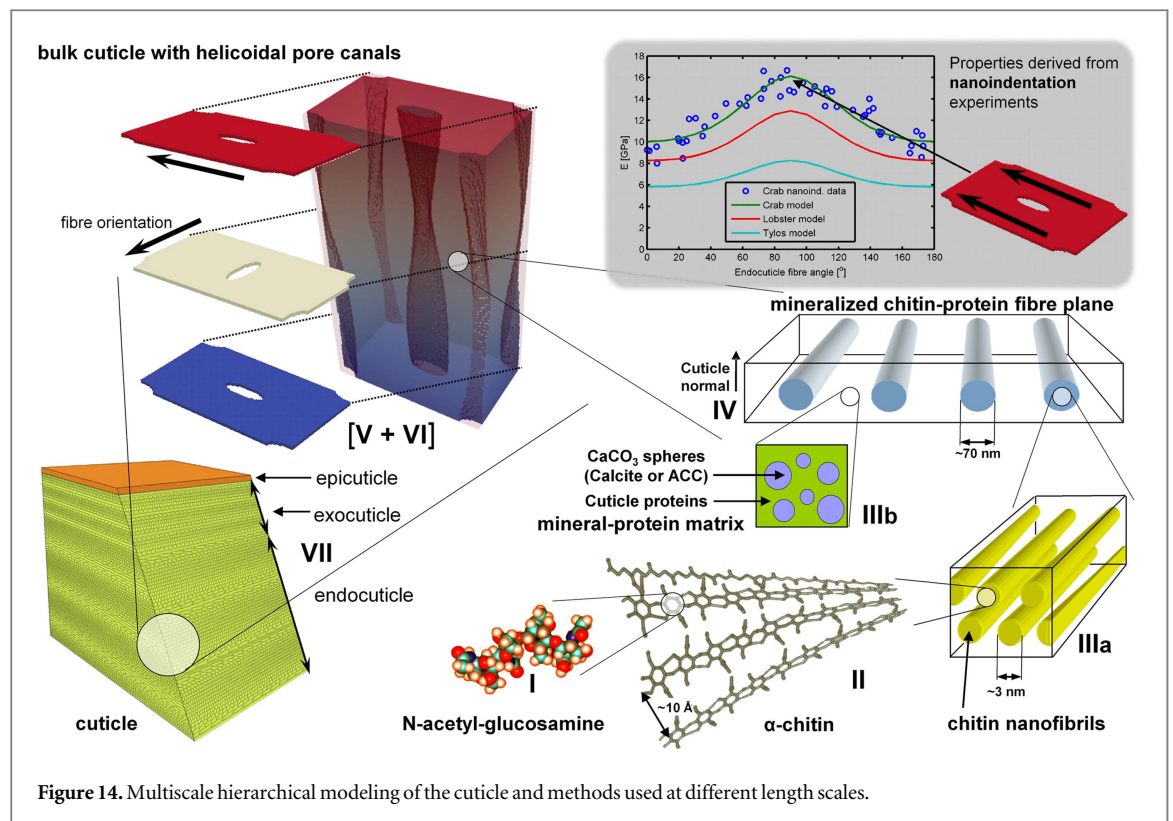 bulk cuticle with helicoidal pore canals
fibre orientation
[V + VI]
Properties derived from
nanoindentation
experiments
E [GPa]
18
16
14
12
10
8
6
4
2
0
0 20 40 60 80 100 120 140 160 180
Endocuticle fibre angle [°]
Crab nanoind. data
Crab model
Lobster model
Tylos model
mineralized chitin-protein fibre plane
Cuticle
normal
IV
~70 nm
CaCO₃ spheres
(Calcite or ACC)
Cuticle proteins
mineral-protein matrix
IIIb
epicuticle
exocuticle
VII
endocuticle
cuticle
I
N-acetyl-glucosamine
~10 Å
II
α-chitin
IIIa
~3 nm
chitin nanofibrils
Figure 14. Multiscale hierarchical modeling of the cuticle and methods used at different length scales.